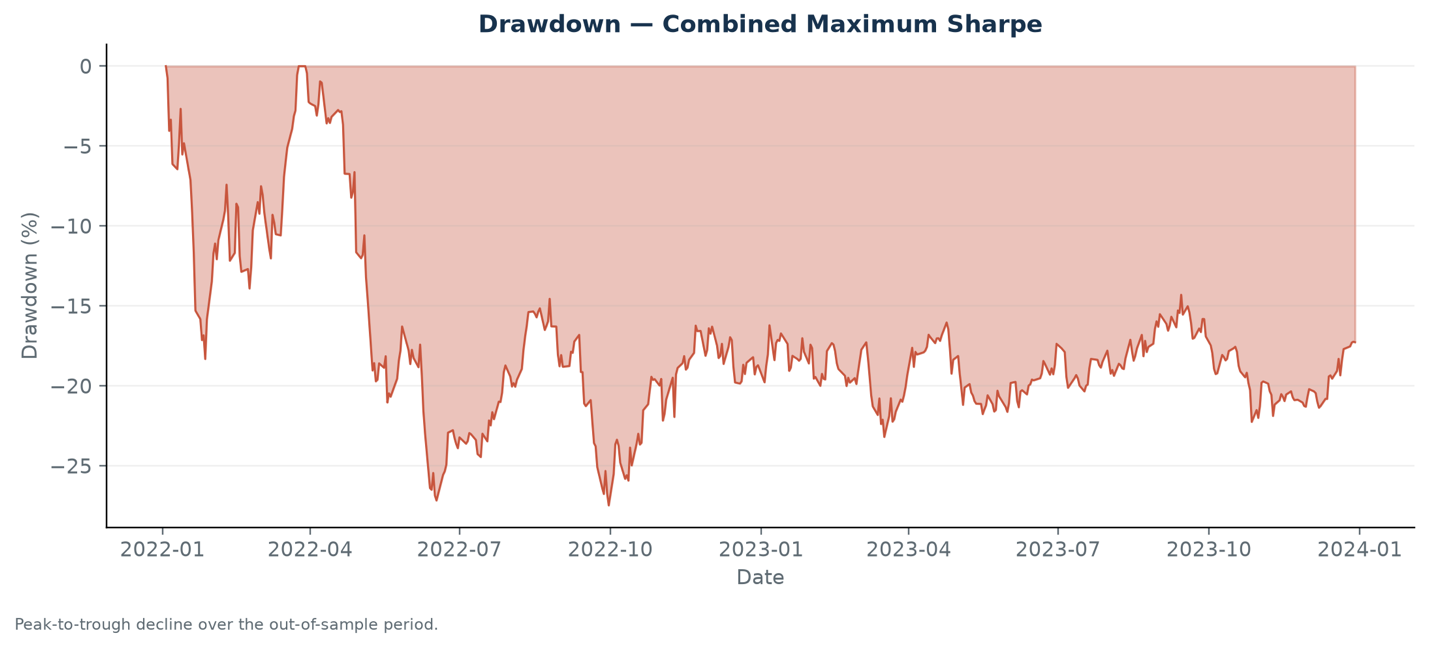 Drawdown — Combined Maximum Sharpe
0
−5
−10
−15
−20
−25
Drawdown (%)
2022-01 2022-04 2022-07 2022-10 2023-01 2023-04 2023-07 2023-10 2024-01
Date
Peak-to-trough decline over the out-of-sample period.